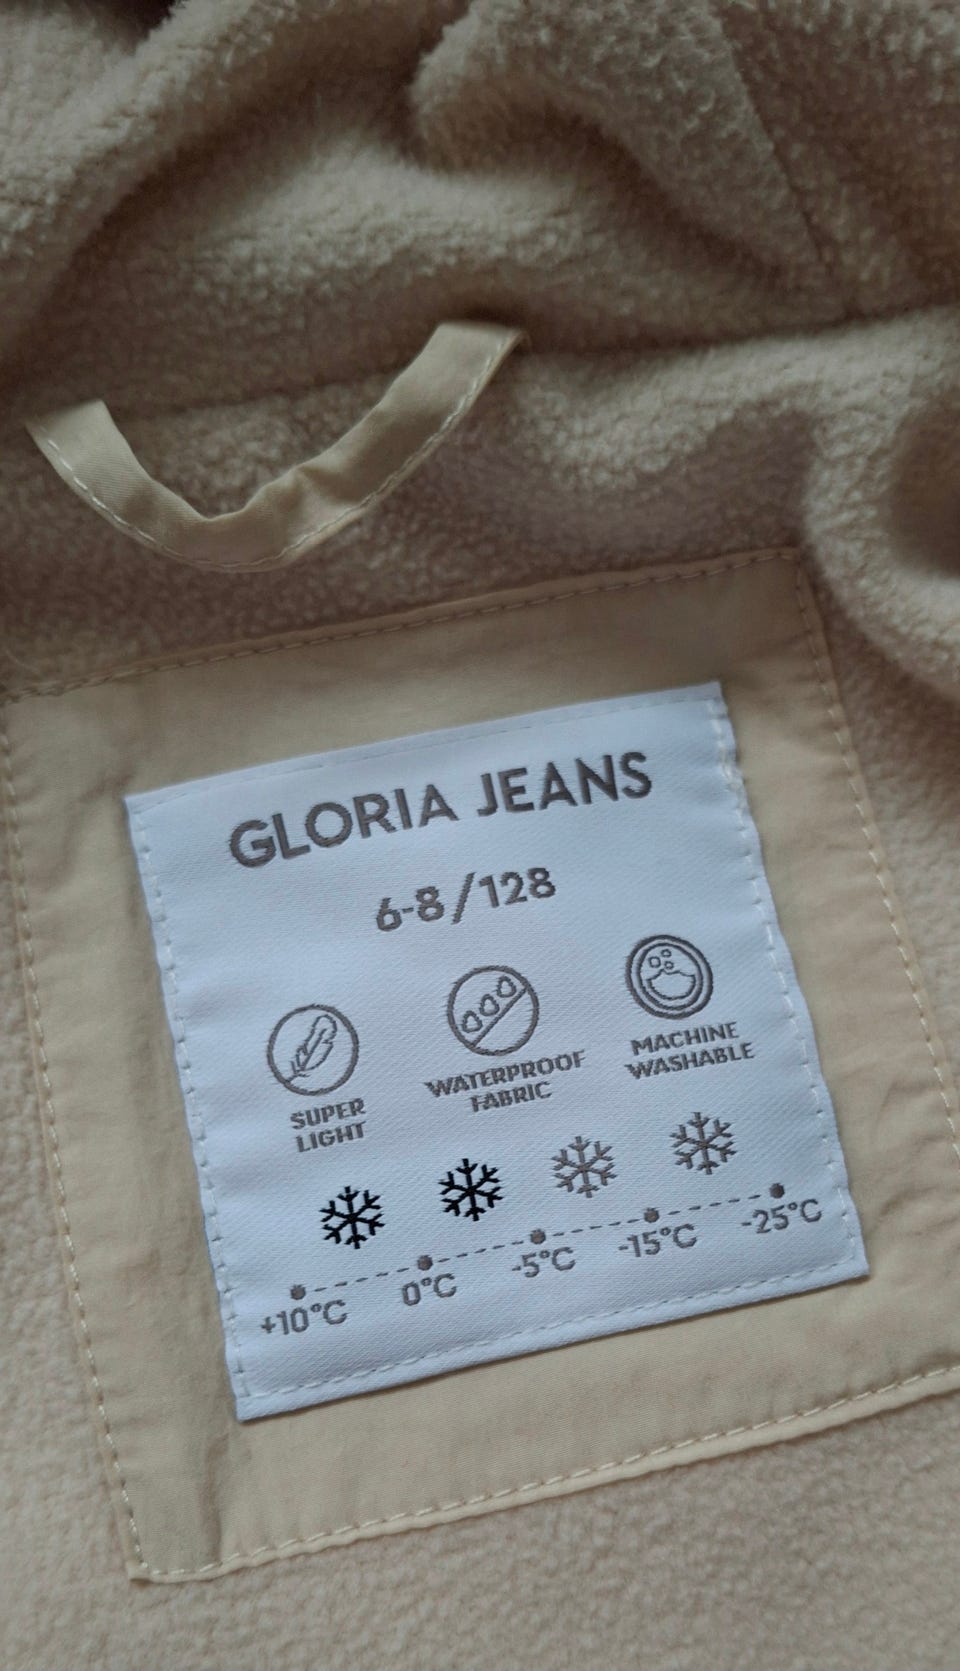 GLORIA JEANS
6-8/128
SUPER
LIGHT
WATERPROOF
FABRIC
MACHINE
WASHABLE
+10°C 0°C -5°C -15°C -25°C